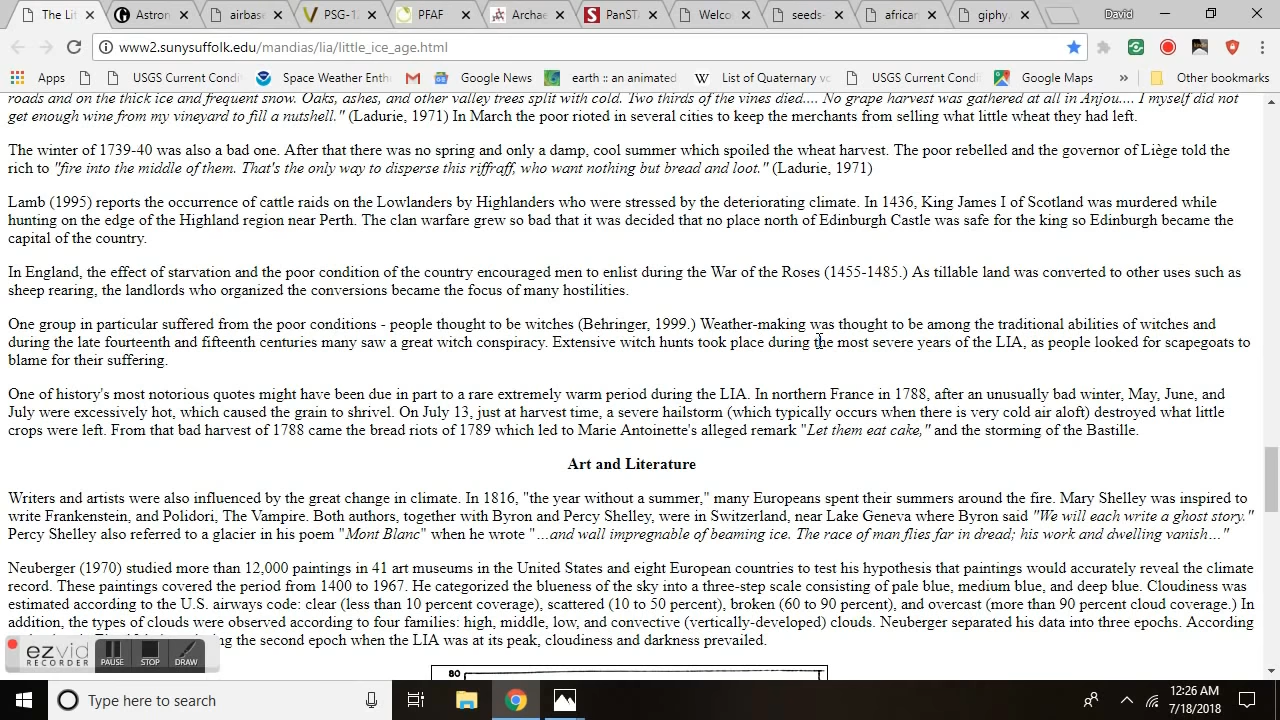 The Lit
Astron
airbase
PSG-1
PFAF
Archae
PanSTA
Welco
seeds-
african
giphy.
David
www2.sunysuffolk.edu/mandias/lia/little_ice_age.html
Apps
USGS Current Condi
Space Weather Enth
Google News
earth :: an animated
List of Quaternary vo
USGS Current Condi
Google Maps
»
Other bookmarks
roads and on the thick ice and frequent snow. Oaks, ashes, and other valley trees split with cold. Two thirds of the vines died.... No grape harvest was gathered at all in Anjou.... I myself did not
get enough wine from my vineyard to fill a nutshell." (Ladurie, 1971) In March the poor rioted in several cities to keep the merchants from selling what little wheat they had left.
The winter of 1739-40 was also a bad one. After that there was no spring and only a damp, cool summer which spoiled the wheat harvest. The poor rebelled and the governor of Liège told the
rich to "fire into the middle of them. That's the only way to disperse this riffraff, who want nothing but bread and loot." (Ladurie, 1971)
Lamb (1995) reports the occurrence of cattle raids on the Lowlanders by Highlanders who were stressed by the deteriorating climate. In 1436, King James I of Scotland was murdered while
hunting on the edge of the Highland region near Perth. The clan warfare grew so bad that it was decided that no place north of Edinburgh Castle was safe for the king so Edinburgh became the
capital of the country.
In England, the effect of starvation and the poor condition of the country encouraged men to enlist during the War of the Roses (1455-1485.) As tillable land was converted to other uses such as
sheep rearing, the landlords who organized the conversions became the focus of many hostilities.
One group in particular suffered from the poor conditions - people thought to be witches (Behringer, 1999.) Weather-making was thought to be among the traditional abilities of witches and
during the late fourteenth and fifteenth centuries many saw a great witch conspiracy. Extensive witch hunts took place during the most severe years of the LIA, as people looked for scapegoats to
blame for their suffering.
One of history's most notorious quotes might have been due in part to a rare extremely warm period during the LIA. In northern France in 1788, after an unusually bad winter, May, June, and
July were excessively hot, which caused the grain to shrivel. On July 13, just at harvest time, a severe hailstorm (which typically occurs when there is very cold air aloft) destroyed what little
crops were left. From that bad harvest of 1788 came the bread riots of 1789 which led to Marie Antoinette's alleged remark "Let them eat cake," and the storming of the Bastille.
Art and Literature
Writers and artists were also influenced by the great change in climate. In 1816, "the year without a summer," many Europeans spent their summers around the fire. Mary Shelley was inspired to
write Frankenstein, and Polidori, The Vampire. Both authors, together with Byron and Percy Shelley, were in Switzerland, near Lake Geneva where Byron said "We will each write a ghost story."
Percy Shelley also referred to a glacier in his poem "Mont Blanc" when he wrote "…and wall impregnable of beaming ice. The race of man flies far in dread; his work and dwelling vanish…"
Neuberger (1970) studied more than 12,000 paintings in 41 art museums in the United States and eight European countries to test his hypothesis that paintings would accurately reveal the climate
record. These paintings covered the period from 1400 to 1967. He categorized the blueness of the sky into a three-step scale consisting of pale blue, medium blue, and deep blue. Cloudiness was
estimated according to the U.S. airways code: clear (less than 10 percent coverage), scattered (10 to 50 percent), broken (60 to 90 percent), and overcast (more than 90 percent cloud coverage.) In
addition, the types of clouds were observed according to four families: high, middle, low, and convective (vertically-developed) clouds. Neuberger separated his data into three epochs. According
the second epoch when the LIA was at its peak, cloudiness and darkness prevailed.
ezvid
RECORDER
PAUSE
STOP
DRAW
80
Type here to search
12:26 AM
7/18/2018